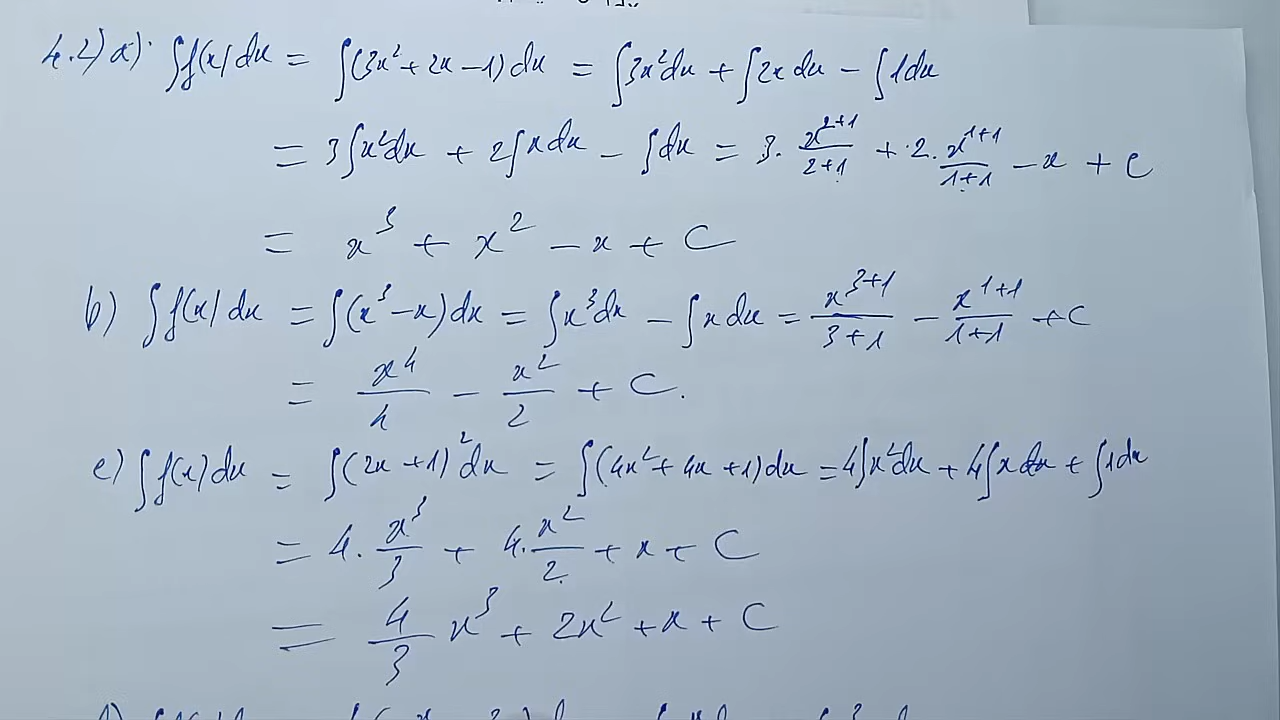 4.2) a). ∫f(x)dx = ∫(3x² + 2x − 1)dx = ∫3x²dx + ∫2x dx − ∫1dx
= 3∫x²dx + 2∫x dx − ∫dx = 3. x^{2+1}/(2+1) + 2. x^{1+1}/(1+1) − x + C
= x³ + x² − x + C
b) ∫f(x)dx = ∫(x³ − x)dx = ∫x³dx − ∫x dx = x^{3+1}/(3+1) − x^{1+1}/(1+1) + C
= x⁴/4 − x²/2 + C.
c) ∫f(x)dx = ∫(2x + 1)²dx = ∫(4x² + 4x + 1)dx = 4∫x²dx + 4∫x dx + ∫1dx
= 4. x³/3 + 4. x²/2 + x + C
= 4/3 x³ + 2x² + x + C